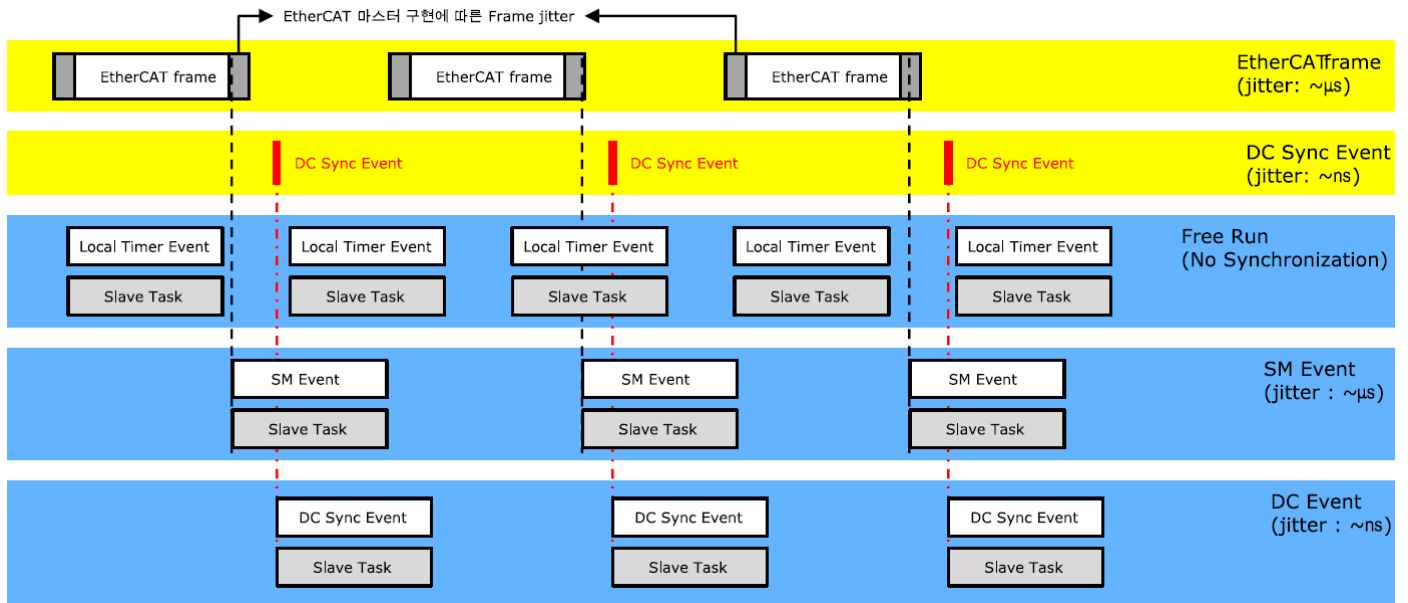 EtherCAT 마스터 구현에 따른 Frame jitter
EtherCAT frame
EtherCAT frame
EtherCAT frame
EtherCATframe
(jitter: ~μs)
DC Sync Event
DC Sync Event
DC Sync Event
DC Sync Event
(jitter: ~ns)
Local Timer Event
Local Timer Event
Local Timer Event
Local Timer Event
Local Timer Event
Free Run
(No Synchronization)
Slave Task
Slave Task
Slave Task
Slave Task
Slave Task
SM Event
SM Event
SM Event
SM Event
(jitter : ~μs)
Slave Task
Slave Task
Slave Task
DC Sync Event
DC Sync Event
DC Sync Event
DC Event
(jitter : ~ns)
Slave Task
Slave Task
Slave Task